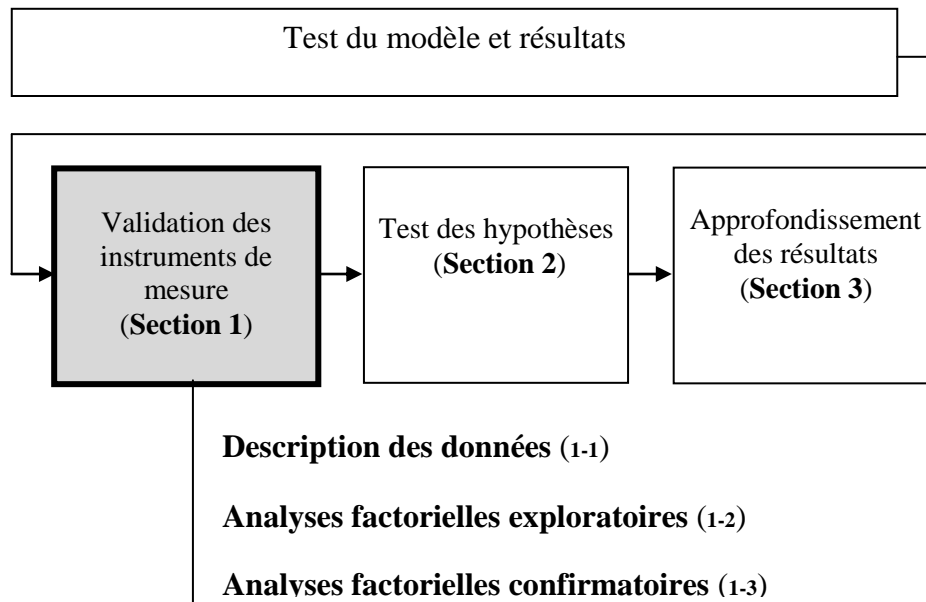 Test du modèle et résultats
Validation des
instruments de
mesure
(Section 1)
Test des hypothèses
(Section 2)
Approfondissement
des résultats
(Section 3)
Description des données (1-1)
Analyses factorielles exploratoires (1-2)
Analyses factorielles confirmatoires (1-3)